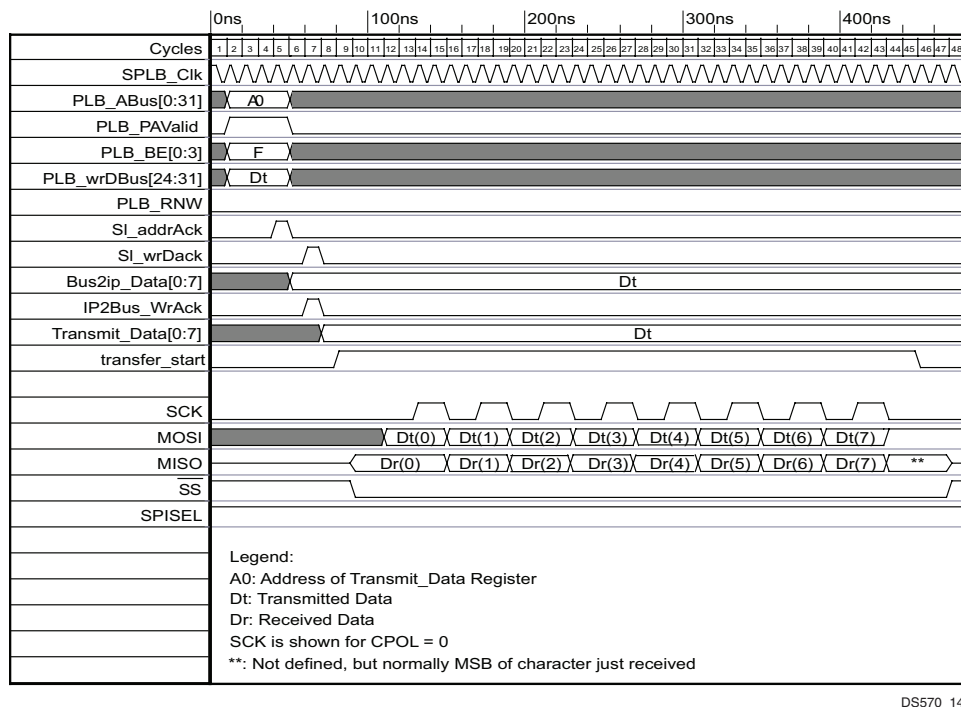 0ns 100ns 200ns 300ns 400ns
Cycles 1 2 3 4 5 6 7 8 9 10 11 12 13 14 15 16 17 18 19 20 21 22 23 24 25 26 27 28 29 30 31 32 33 34 35 36 37 38 39 40 41 42 43 44 45 46 47 48
SPLB_Clk
PLB_ABus[0:31] A0
PLB_PAValid
PLB_BE[0:3] F
PLB_wrDBus[24:31] Dt
PLB_RNW
Sl_addrAck
Sl_wrDack
Bus2ip_Data[0:7] Dt
IP2Bus_WrAck
Transmit_Data[0:7] Dt
transfer_start
SCK
MOSI Dt(0) Dt(1) Dt(2) Dt(3) Dt(4) Dt(5) Dt(6) Dt(7)
MISO Dr(0) Dr(1) Dr(2) Dr(3) Dr(4) Dr(5) Dr(6) Dr(7) **
SS
SPISEL
Legend:
A0: Address of Transmit_Data Register
Dt: Transmitted Data
Dr: Received Data
SCK is shown for CPOL = 0
**: Not defined, but normally MSB of character just received
DS570_14